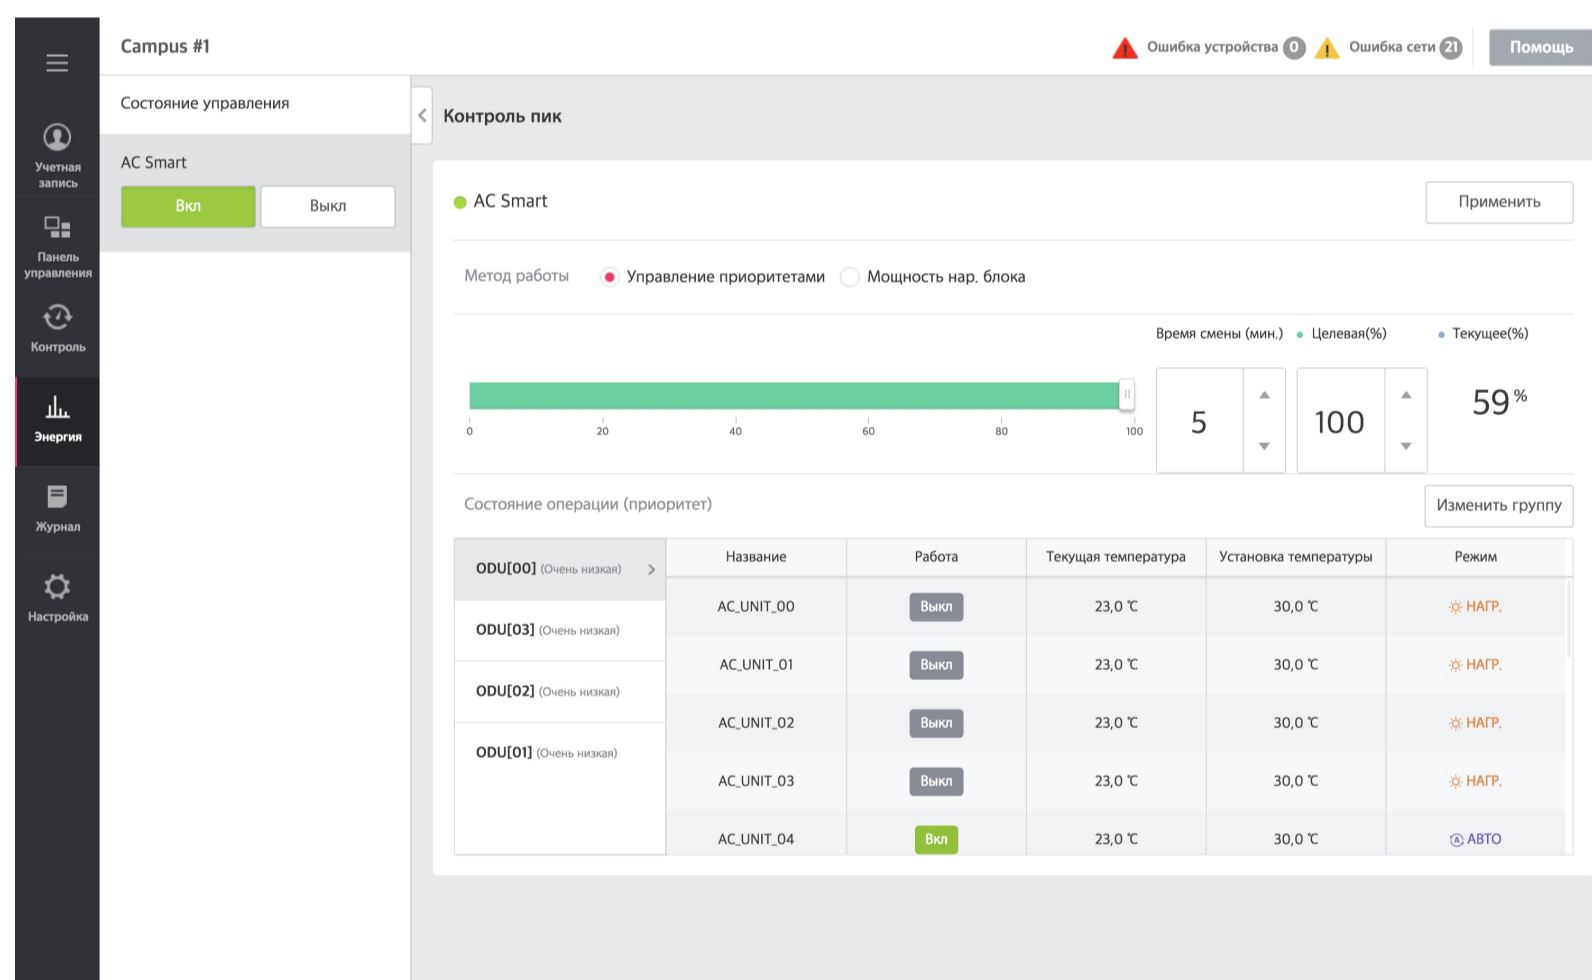 Campus #1
Ошибка устройства 0
Ошибка сети 21
Помощь
Учетная
запись
Панель
управления
Контроль
Энергия
Журнал
Настройка
Состояние управления
AC Smart
Вкл Выкл
Контроль пик
AC Smart
Применить
Метод работы Управление приоритетами Мощность нар. блока
Время смены (мин.) Целевая(%) Текущее(%)
0 20 40 60 80 100
5 100 59 %
Состояние операции (приоритет)
Изменить группу
ODU[00] (Очень низкая)
ODU[03] (Очень низкая)
ODU[02] (Очень низкая)
ODU[01] (Очень низкая)
Название Работа Текущая температура Установка температуры Режим
AC_UNIT_00 Выкл 23,0 ℃ 30,0 ℃ НАГР.
AC_UNIT_01 Выкл 23,0 ℃ 30,0 ℃ НАГР.
AC_UNIT_02 Выкл 23,0 ℃ 30,0 ℃ НАГР.
AC_UNIT_03 Выкл 23,0 ℃ 30,0 ℃ НАГР.
AC_UNIT_04 Вкл 23,0 ℃ 30,0 ℃ АВТО